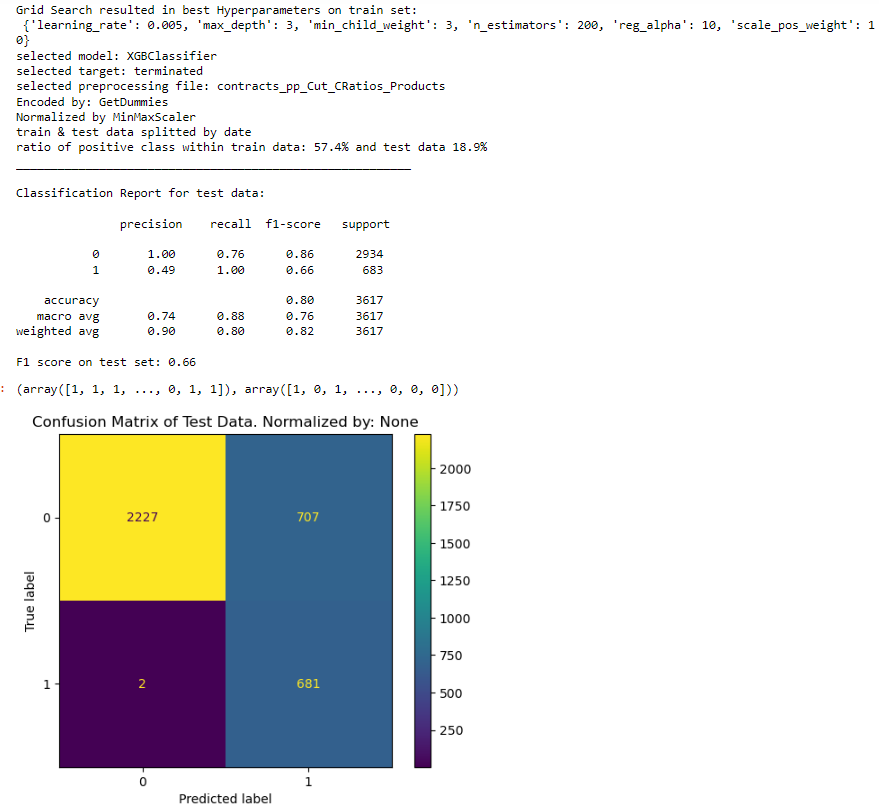 Grid Search resulted in best Hyperparameters on train set:
{'learning_rate': 0.005, 'max_depth': 3, 'min_child_weight': 3, 'n_estimators': 200, 'reg_alpha': 10, 'scale_pos_weight': 1
0}
selected model: XGBClassifier
selected target: terminated
selected preprocessing file: contracts_pp_Cut_CRatios_Products
Encoded by: GetDummies
Normalized by MinMaxScaler
train & test data splitted by date
ratio of positive class within train data: 57.4% and test data 18.9%
Classification Report for test data:
precision recall f1-score support
0 1.00 0.76 0.86 2934
1 0.49 1.00 0.66 683
accuracy 0.80 3617
macro avg 0.74 0.88 0.76 3617
weighted avg 0.90 0.80 0.82 3617
F1 score on test set: 0.66
: (array([1, 1, 1, ..., 0, 1, 1]), array([1, 0, 1, ..., 0, 0, 0]))
Confusion Matrix of Test Data. Normalized by: None
2000
1750
0 2227 707
1500
1250
True label
1000
750
1 2 681
500
250
0 1
Predicted label